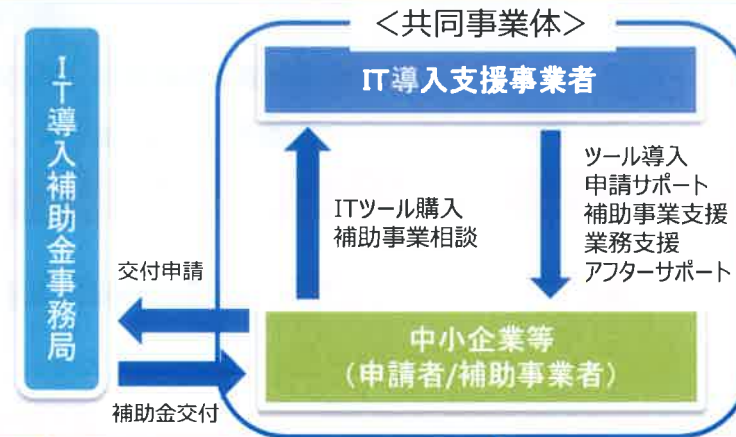 ＜共同事業体＞
IT導入支援事業者
IT導入補助金事務局
ITツール購入
補助事業相談
ツール導入
申請サポート
補助事業支援
業務支援
アフターサポート
交付申請
中小企業等
（申請者/補助事業者）
補助金交付